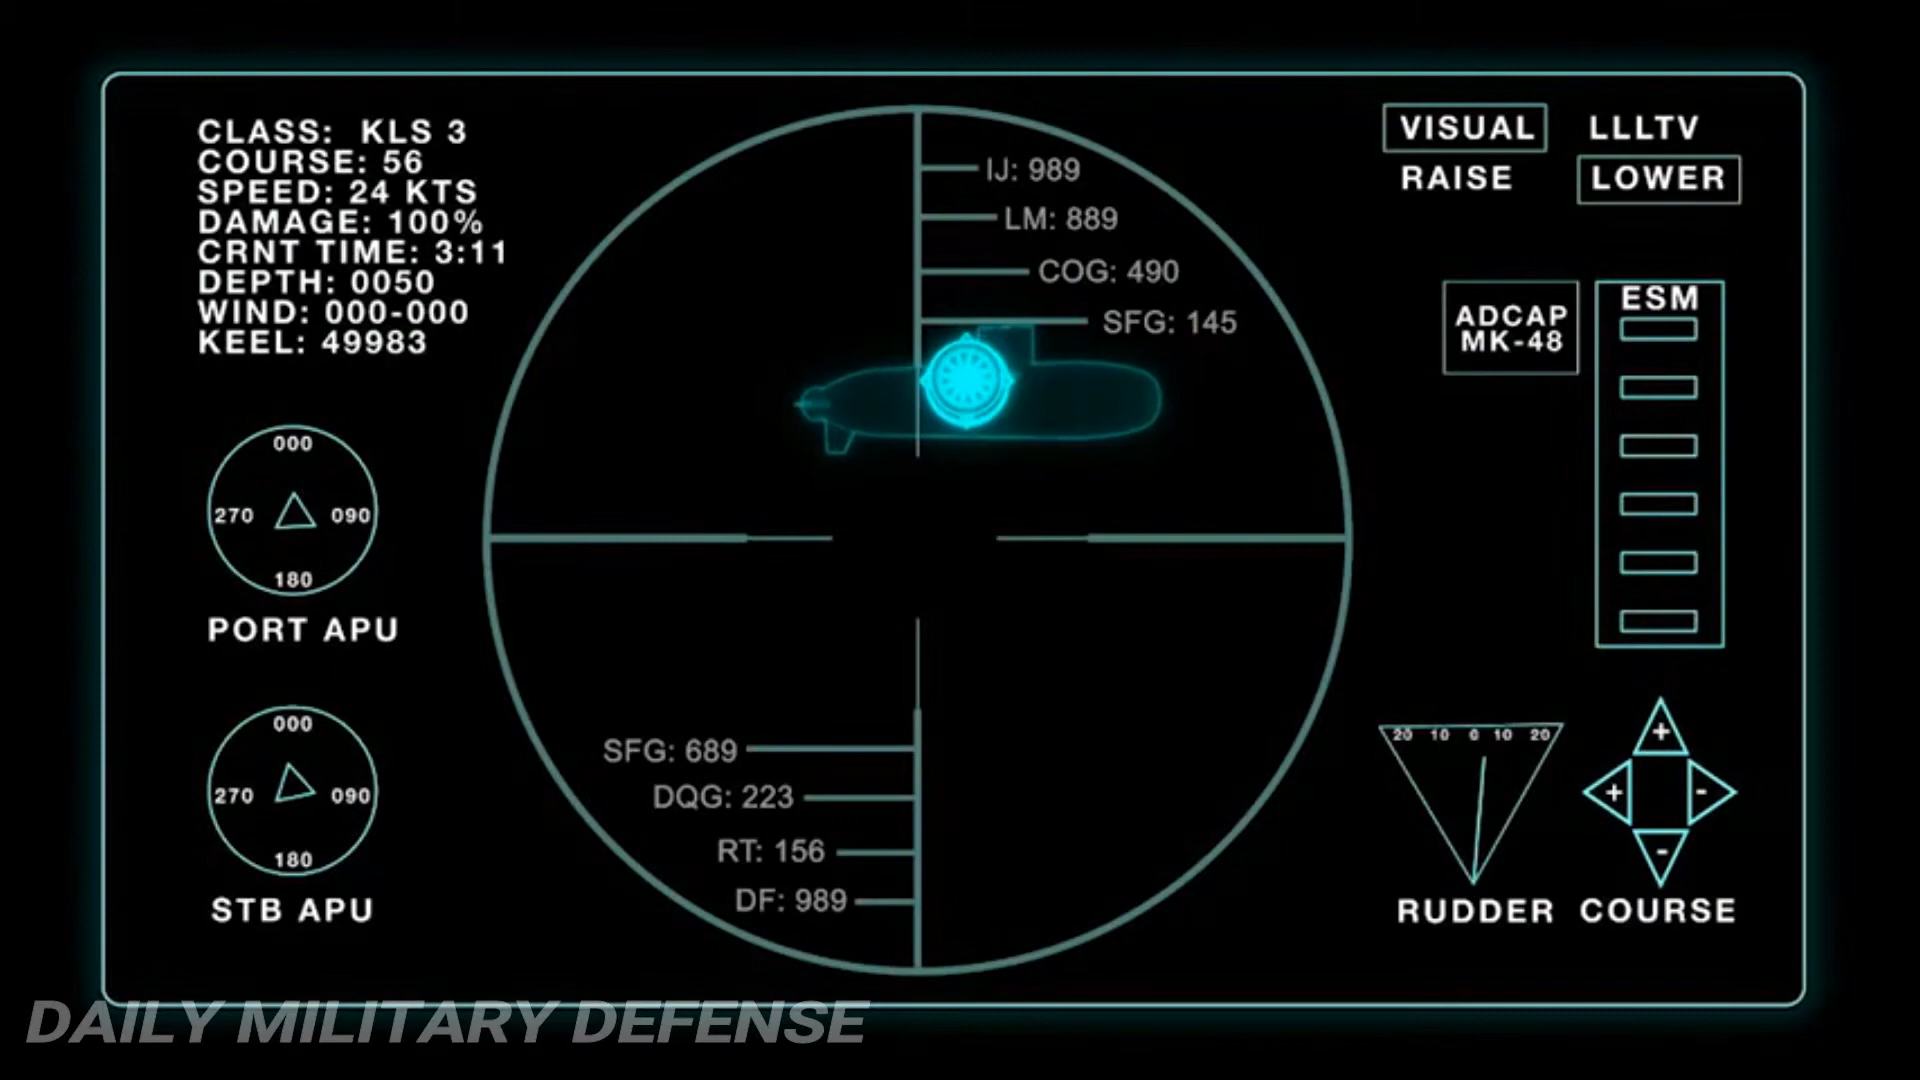 CLASS: KLS 3
COURSE: 56
SPEED: 24 KTS
DAMAGE: 100%
CRNT TIME: 3:11
DEPTH: 0050
WIND: 000-000
KEEL: 49983
IJ: 989
LM: 889
COG: 490
SFG: 145
VISUAL LLLTV
RAISE LOWER
ADCAP
MK-48
ESM
000
270 090
180
PORT APU
000
270 090
180
STB APU
SFG: 689
DQG: 223
RT: 156
DF: 989
20 10 0 10 20
RUDDER
+
+ -
-
COURSE
DAILY MILITARY DEFENSE